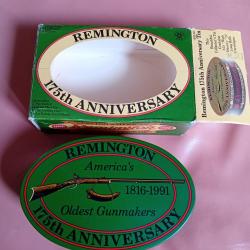 REMINGTON
175th ANNIVERSARY
Remington 175th Anniversary Tin
REMINGTON
America's
1816-1991
Oldest Gunmakers
175th ANNIVERSARY